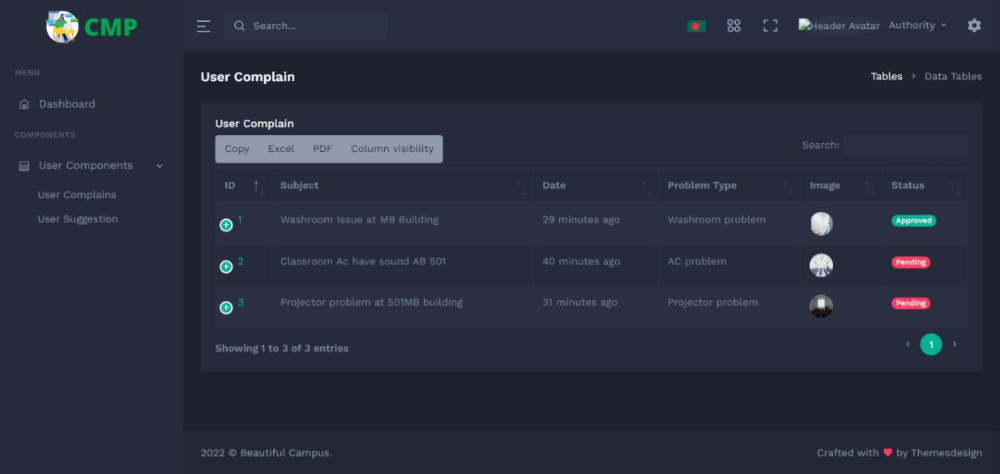 CMP
Search...
Header Avatar
Authority
MENU
Dashboard
COMPONENTS
User Components
User Complains
User Suggestion
User Complain
Tables > Data Tables
User Complain
Copy Excel PDF Column visibility
Search:
ID Subject Date Problem Type Image Status
1 Washroom Issue at MB Building 29 minutes ago Washroom problem Approved
2 Classroom Ac have sound AB 501 40 minutes ago AC problem Pending
3 Projector problem at 501MB building 31 minutes ago Projector problem Pending
Showing 1 to 3 of 3 entries
‹ 1 ›
2022 © Beautiful Campus.
Crafted with ❤ by Themesdesign